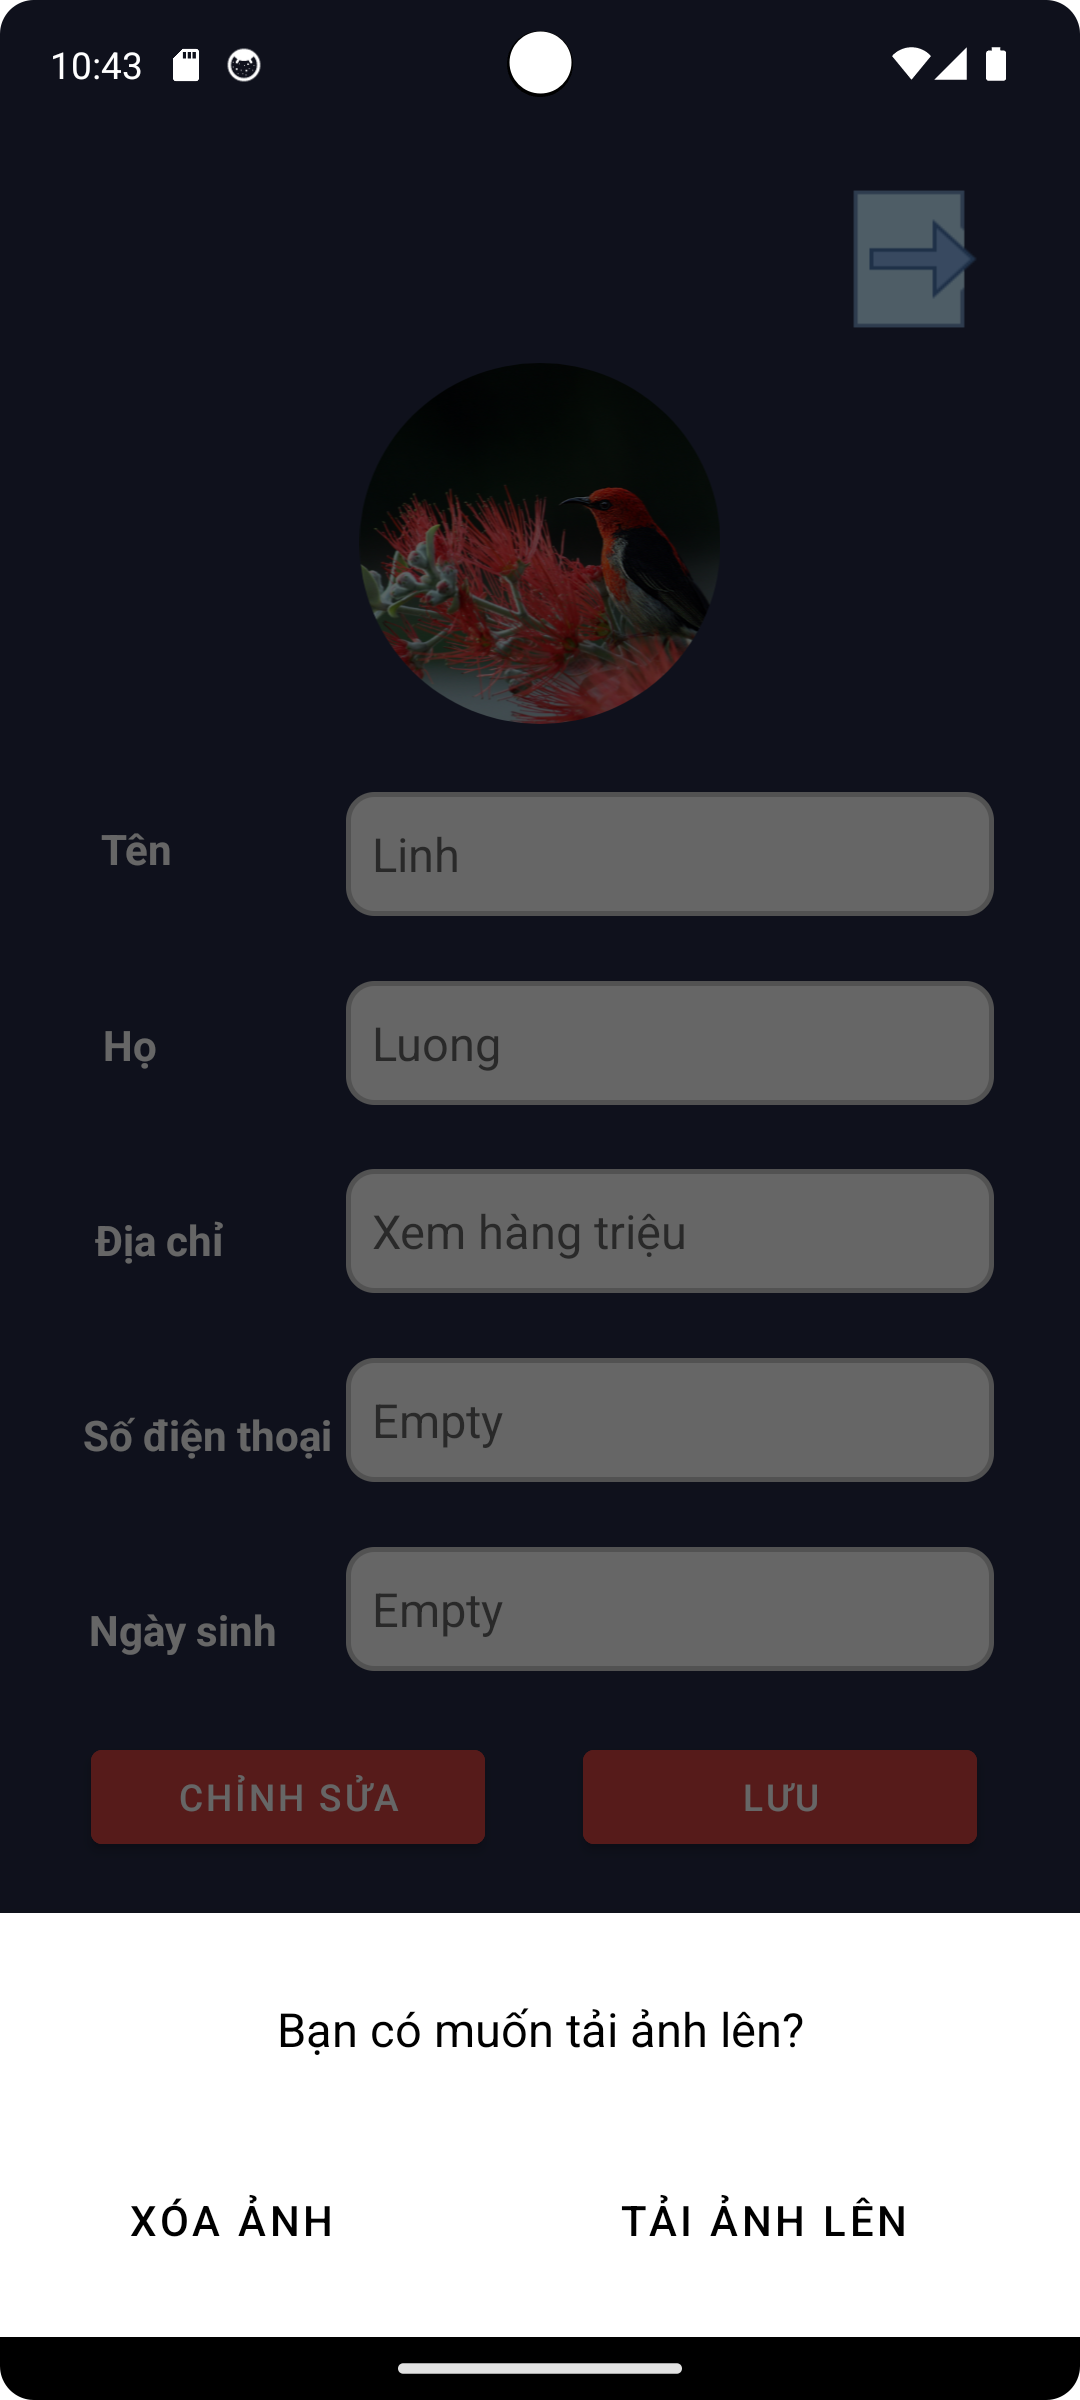 10:43
Tên
Linh
Họ
Luong
Địa chỉ
Xem hàng triệu
Số điện thoại
Empty
Ngày sinh
Empty
CHỈNH SỬA
LƯU
Bạn có muốn tải ảnh lên?
XÓA ẢNH
TẢI ẢNH LÊN